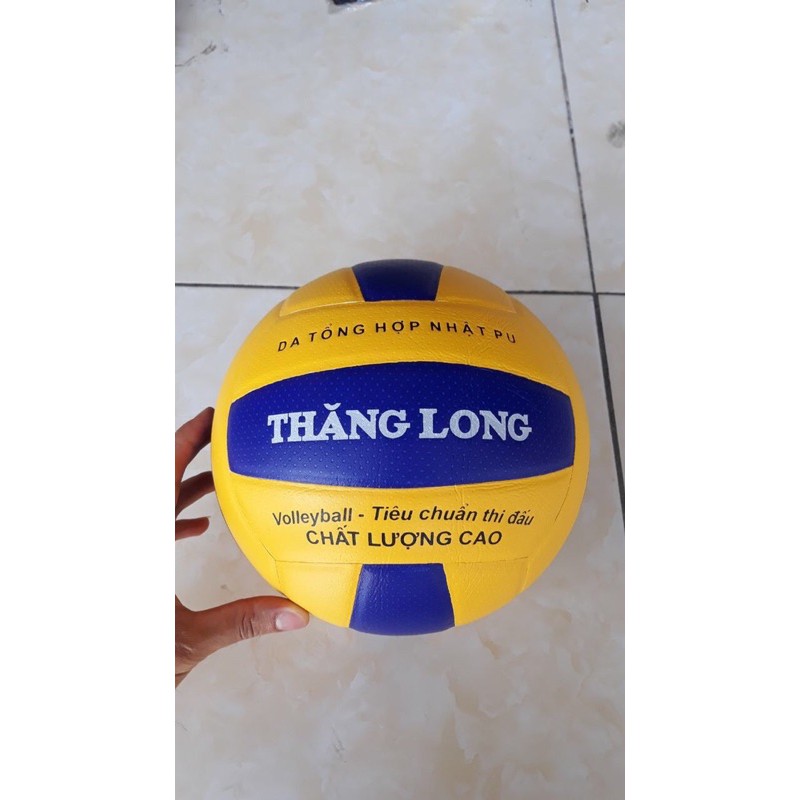 DA TỔNG HỢP NHẬT PU
THĂNG LONG
Volleyball - Tiêu chuẩn thi đấu
CHẤT LƯỢNG CAO